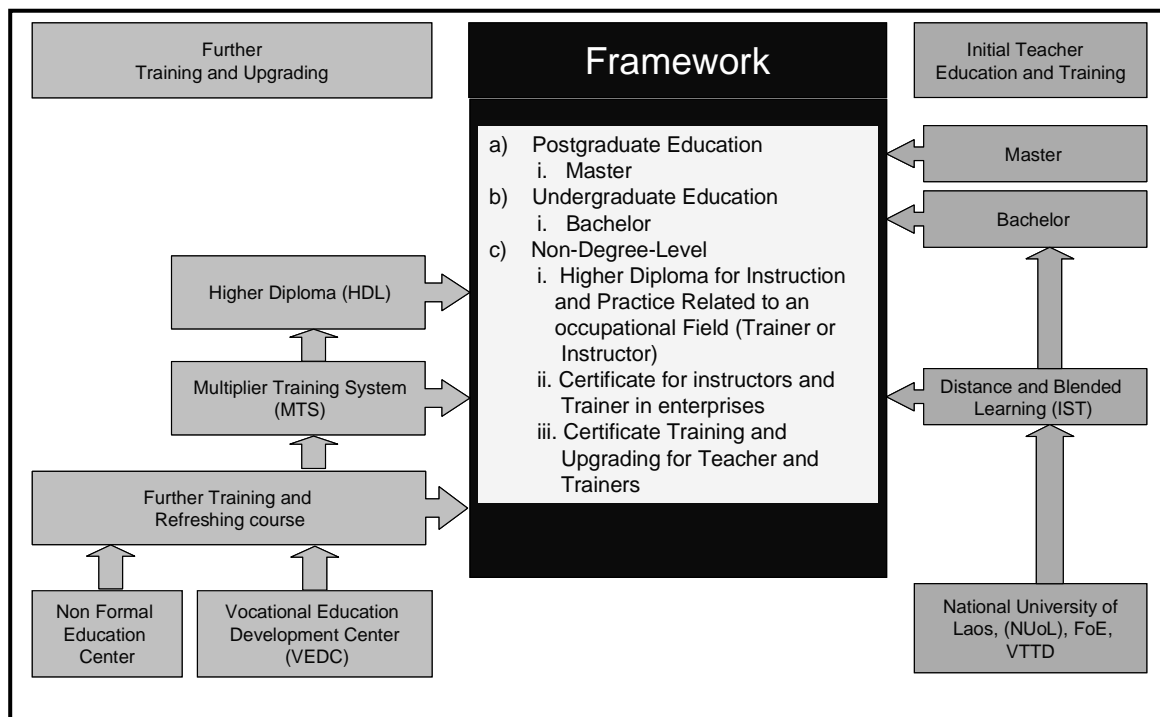 Further
Training and Upgrading
Framework
Initial Teacher
Education and Training
a) Postgraduate Education
i. Master
b) Undergraduate Education
i. Bachelor
c) Non-Degree-Level
i. Higher Diploma for Instruction
and Practice Related to an
occupational Field (Trainer or
Instructor)
ii. Certificate for instructors and
Trainer in enterprises
iii. Certificate Training and
Upgrading for Teacher and
Trainers
Higher Diploma (HDL)
Multiplier Training System
(MTS)
Further Training and
Refreshing course
Non Formal
Education
Center
Vocational Education
Development Center
(VEDC)
Master
Bachelor
Distance and Blended
Learning (IST)
National University of
Laos, (NUoL), FoE,
VTTD